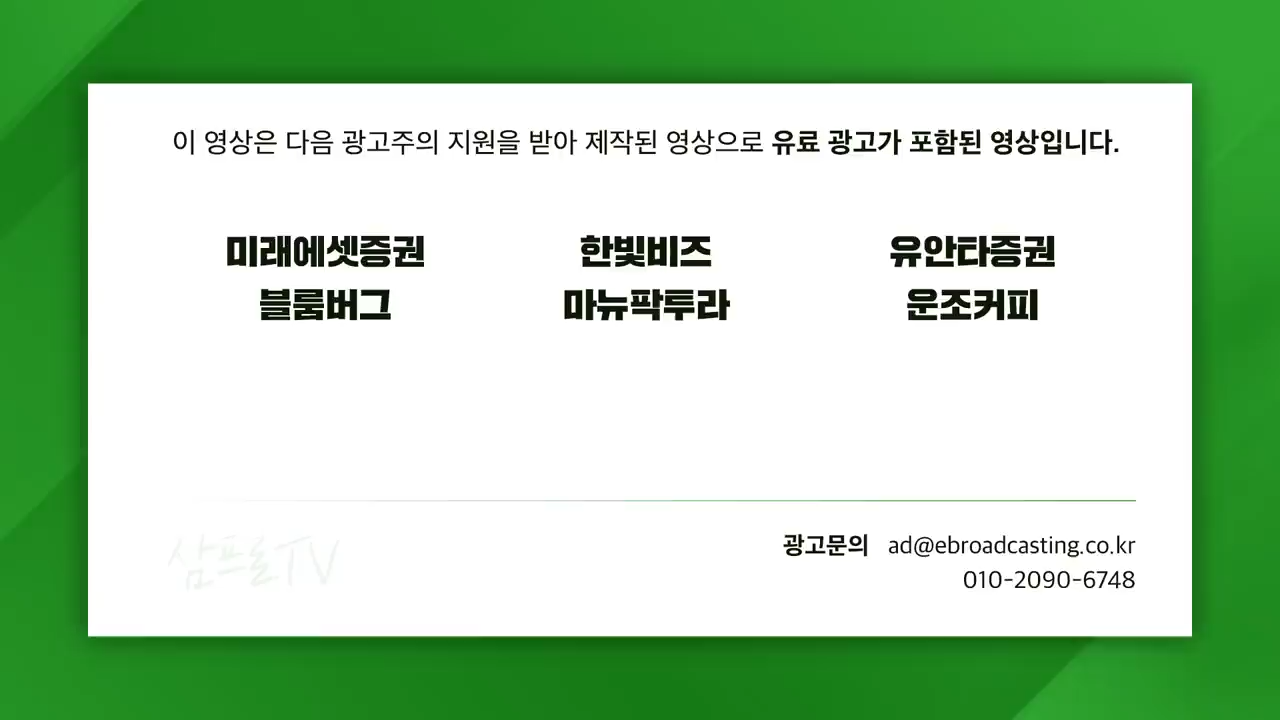 이 영상은 다음 광고주의 지원을 받아 제작된 영상으로 유료 광고가 포함된 영상입니다.
미래에셋증권 한빛비즈 유안타증권
블룸버그 마뉴팍투라 운조커피
삼프로TV
광고문의 ad@ebroadcasting.co.kr
010-2090-6748